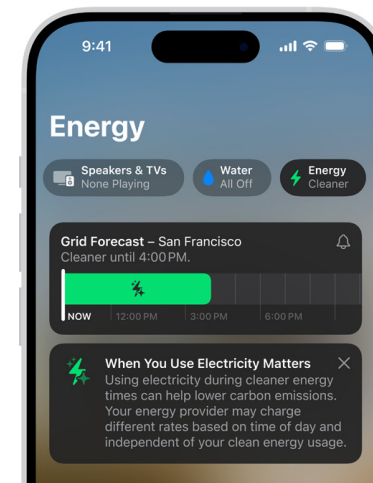 9:41
Energy
Speakers & TVs
None Playing
Water
All Off
Energy
Cleaner
Grid Forecast – San Francisco
Cleaner until 4:00 PM.
NOW 12:00 PM 3:00 PM 6:00 PM
When You Use Electricity Matters
Using electricity during cleaner energy
times can help lower carbon emissions.
Your energy provider may charge
different rates based on time of day and
independent of your clean energy usage.